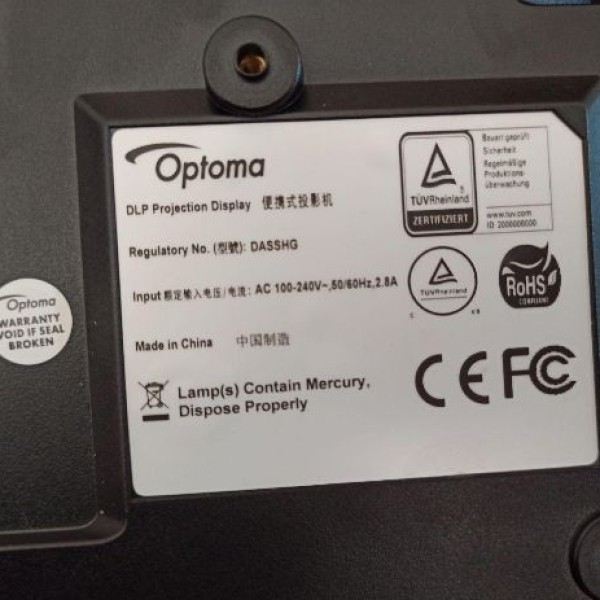 Optoma
DLP Projection Display 便携式投影机
Regulatory No. (型號): DASSHG
Input 额定输入电压/电流: AC 100-240V~,50/60Hz,2.8A
Made in China 中国制造
Lamp(s) Contain Mercury,
Dispose Properly
TÜVRheinland
ZERTIFIZIERT
Bauart geprüft
Sicherheit
Regelmäßige
Produktions-
überwachung
www.tuv.com
ID 2000000000
TÜVRheinland
C US
RoHS
COMPLIANT
CE FC
Optoma
WARRANTY
VOID IF SEAL
BROKEN